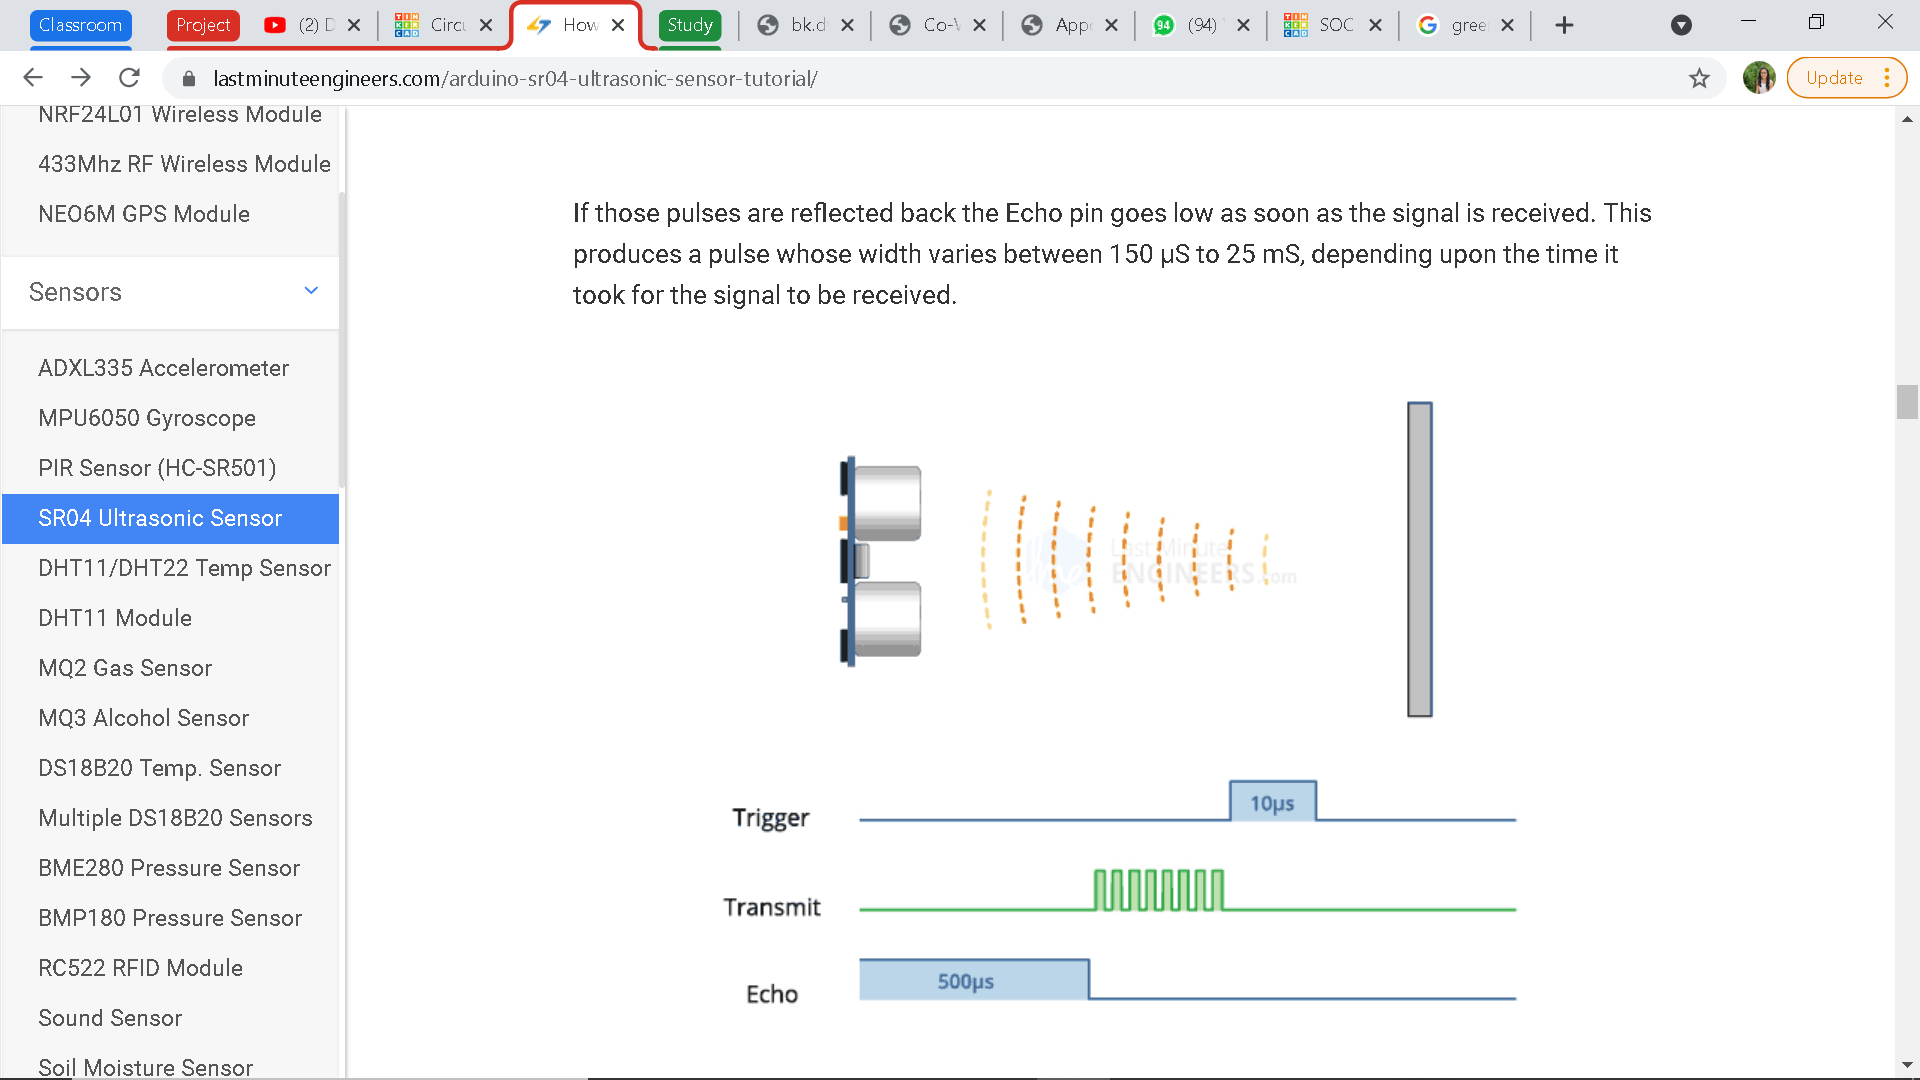 Classroom
Project
(2) D
Circu
How
Study
bk.d
Co-V
App
94
(94)
SOC
gree
lastminuteengineers.com/arduino-sr04-ultrasonic-sensor-tutorial/
Update
NRF24L01 Wireless Module
433Mhz RF Wireless Module
NEO6M GPS Module
Sensors
ADXL335 Accelerometer
MPU6050 Gyroscope
PIR Sensor (HC-SR501)
SR04 Ultrasonic Sensor
DHT11/DHT22 Temp Sensor
DHT11 Module
MQ2 Gas Sensor
MQ3 Alcohol Sensor
DS18B20 Temp. Sensor
Multiple DS18B20 Sensors
BME280 Pressure Sensor
BMP180 Pressure Sensor
RC522 RFID Module
Sound Sensor
Soil Moisture Sensor
If those pulses are reflected back the Echo pin goes low as soon as the signal is received. This
produces a pulse whose width varies between 150 µS to 25 mS, depending upon the time it
took for the signal to be received.
Last Minute
ENGINEERS.com
Trigger
10µs
Transmit
Echo
500µs